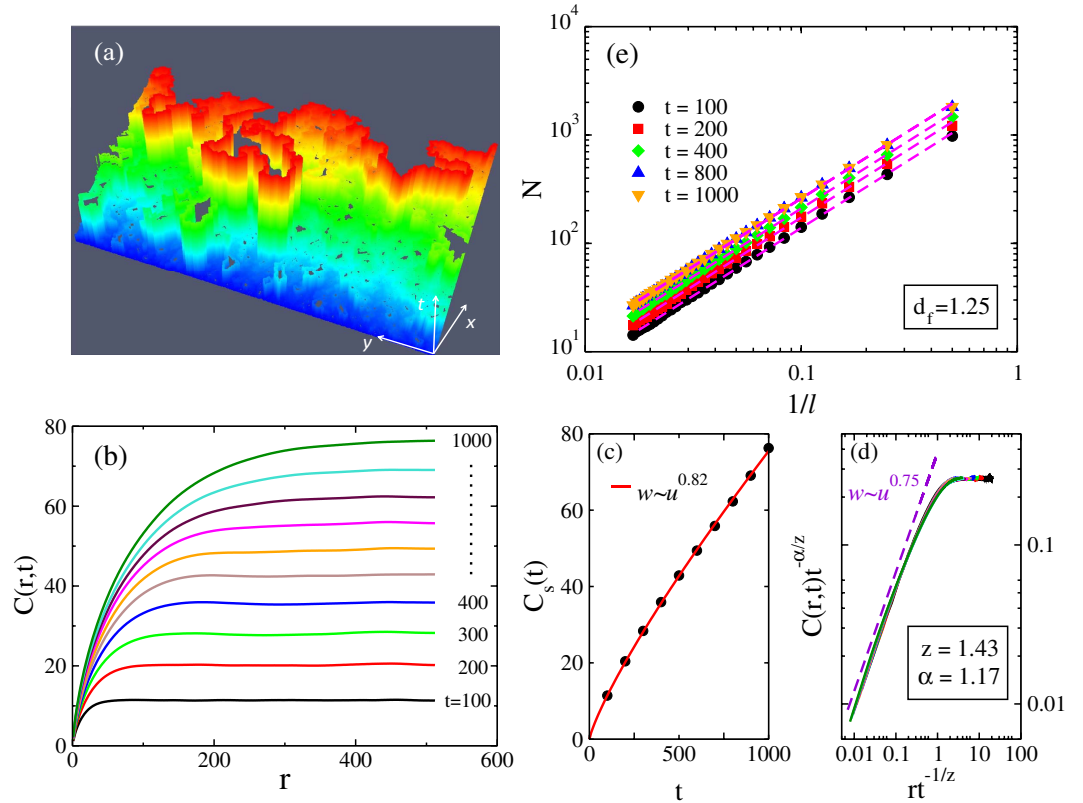 (a)
t
x
y
(e)
N
10^4
10^3
10^2
10^1
t = 100
t = 200
t = 400
t = 800
t = 1000
d_f=1.25
0.01
0.1
1
1/l
(b)
C(r,t)
80
60
40
20
0
1000
400
300
200
t=100
0
200
400
600
r
(c)
C_s(t)
80
60
40
20
0
w~u^0.82
0
250
500
750
1000
t
(d)
C(r,t)t^-α/z
w~u^0.75
0.1
0.01
z = 1.43
α = 1.17
0.01
0.1
1
10
100
rt^-1/z